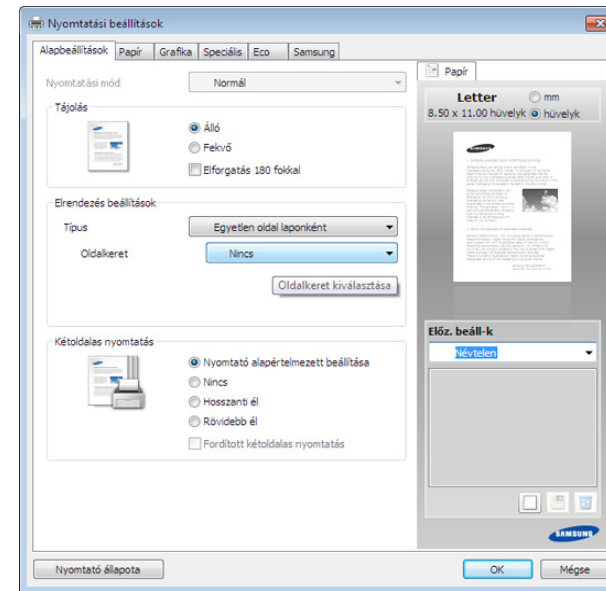 Nyomtatási beállítások
Alapbeállítások Papír Grafika Speciális Eco Samsung
Nyomtatási mód Normál
Tájolás
Álló
Fekvő
Elforgatás 180 fokkal
Elrendezés beállítások
Típus Egyetlen oldal laponként
Oldalkeret Nincs
Oldalkeret kiválasztása
Kétoldalas nyomtatás
Nyomtató alapértelmezett beállítása
Nincs
Hosszanti él
Rövidebb él
Fordított kétoldalas nyomtatás
Papír
Letter mm
8.50 x 11.00 hüvelyk hüvelyk
SAMSUNG
Előz. beáll-k
Névtelen
SAMSUNG
Nyomtató állapota OK Mégse